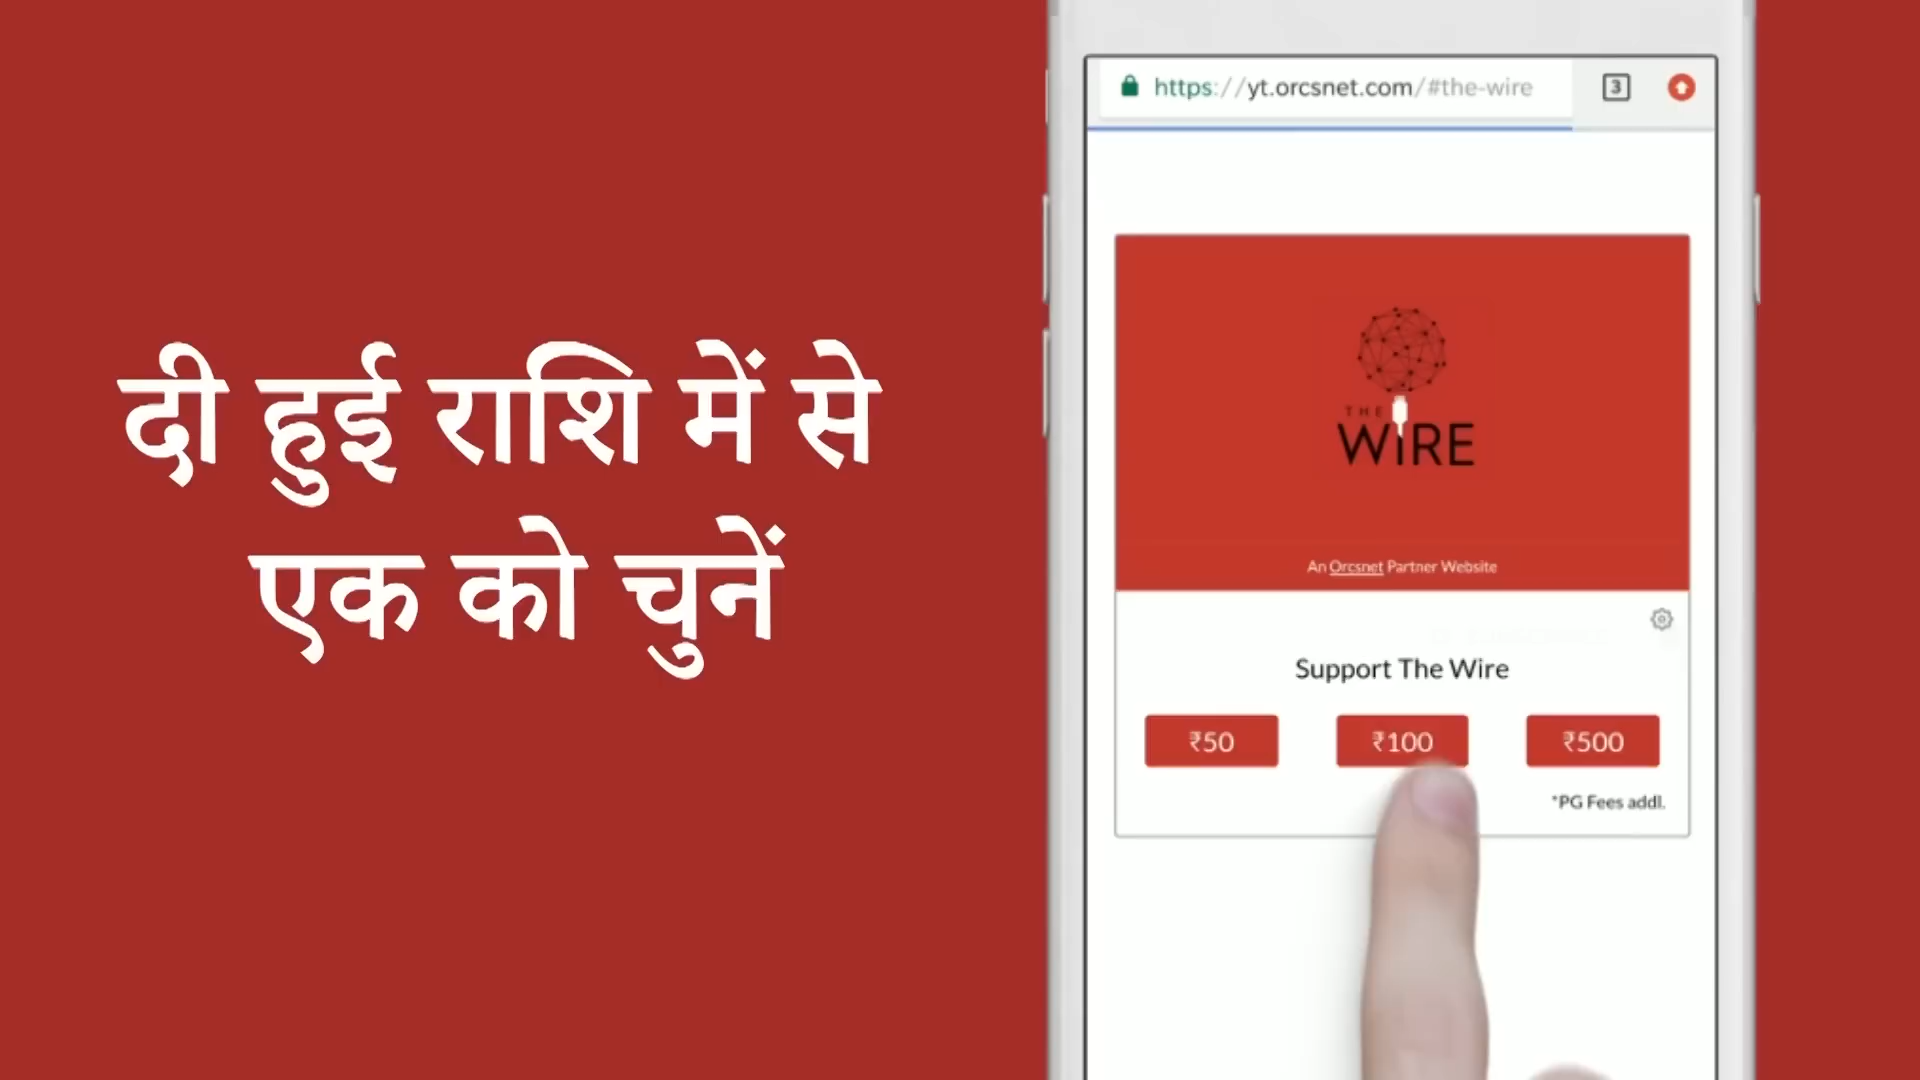 दी हुई राशि में से
एक को चुनें
https://yt.orcsnet.com/#the-wire
3
THE
WIRE
An Orcsnet Partner Website
Support The Wire
₹50
₹100
₹500
*PG Fees addl.